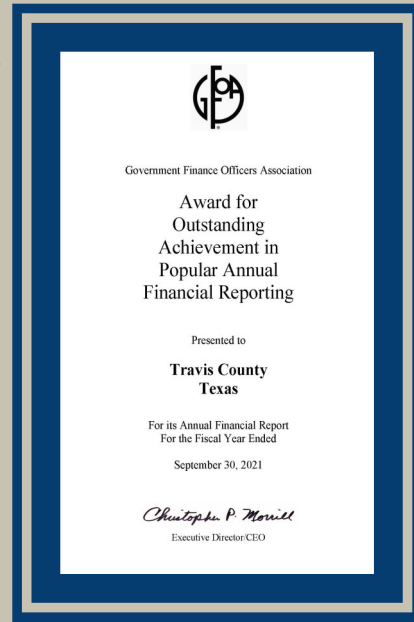 GFOA
Government Finance Officers Association
Award for
Outstanding
Achievement in
Popular Annual
Financial Reporting
Presented to
Travis County
Texas
For its Annual Financial Report
For the Fiscal Year Ended
September 30, 2021
Christopher P. Morrill
Executive Director/CEO